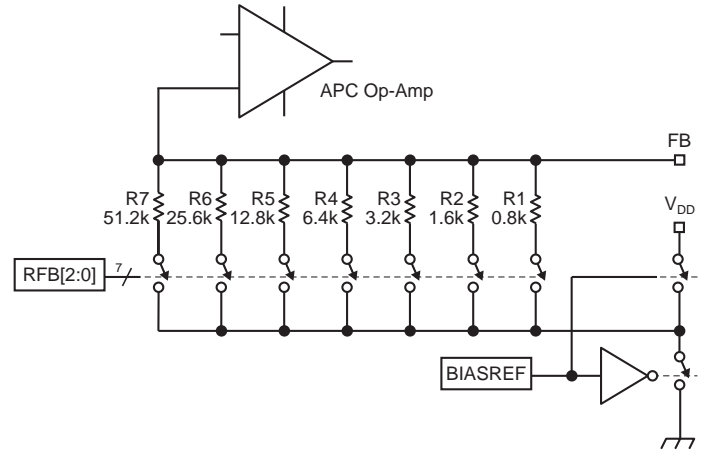 APC Op-Amp
FB
R7 R6 R5 R4 R3 R2 R1
51.2k 25.6k 12.8k 6.4k 3.2k 1.6k 0.8k
VDD
RFB[2:0]
7
BIASREF